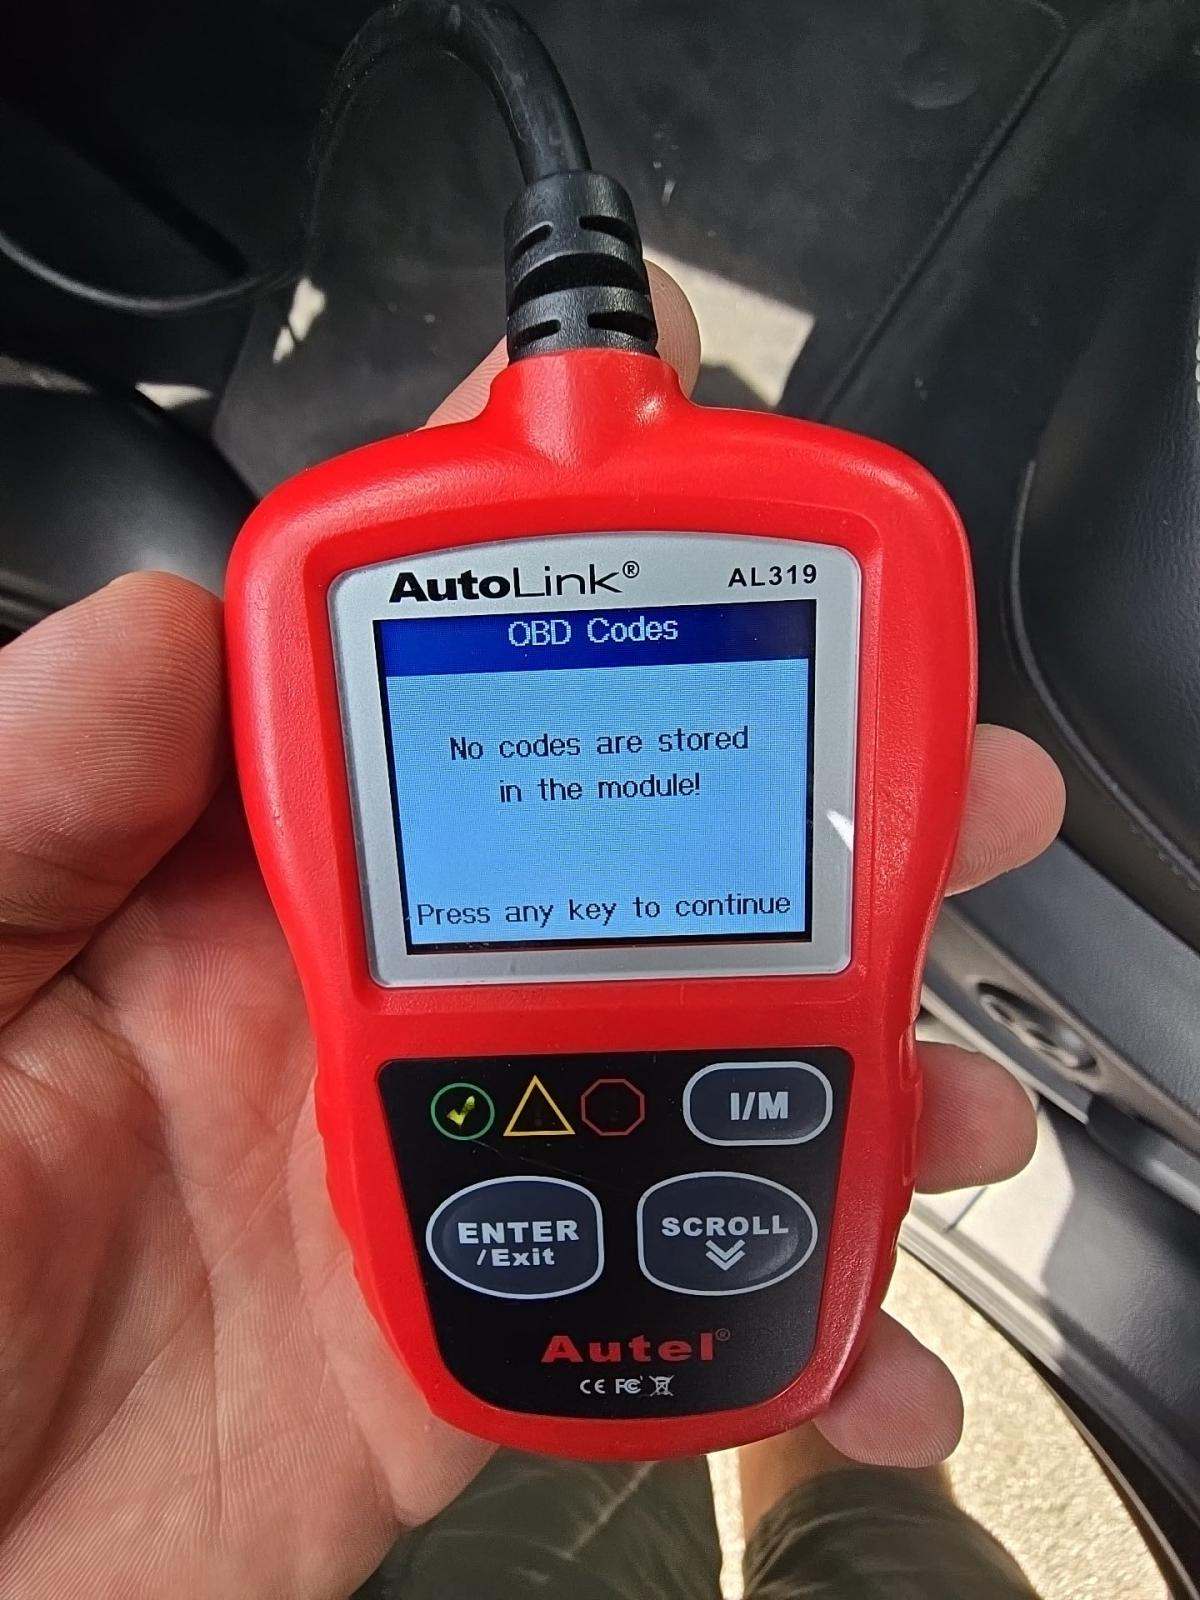 AutoLink® AL319
OBD Codes
No codes are stored
in the module!
Press any key to continue
I/M
ENTER
/Exit
SCROLL
Autel®
CE FC